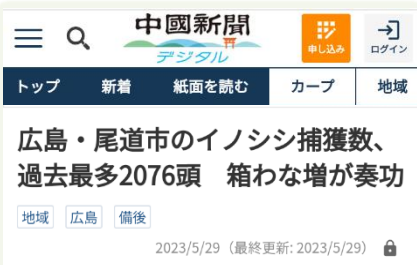 中國新聞
デジタル
申し込み
ログイン
トップ 新着 紙面を読む カープ 地域
広島・尾道市のイノシシ捕獲数、
過去最多2076頭　箱わな増が奏功
地域 広島 備後
2023/5/29（最終更新: 2023/5/29）